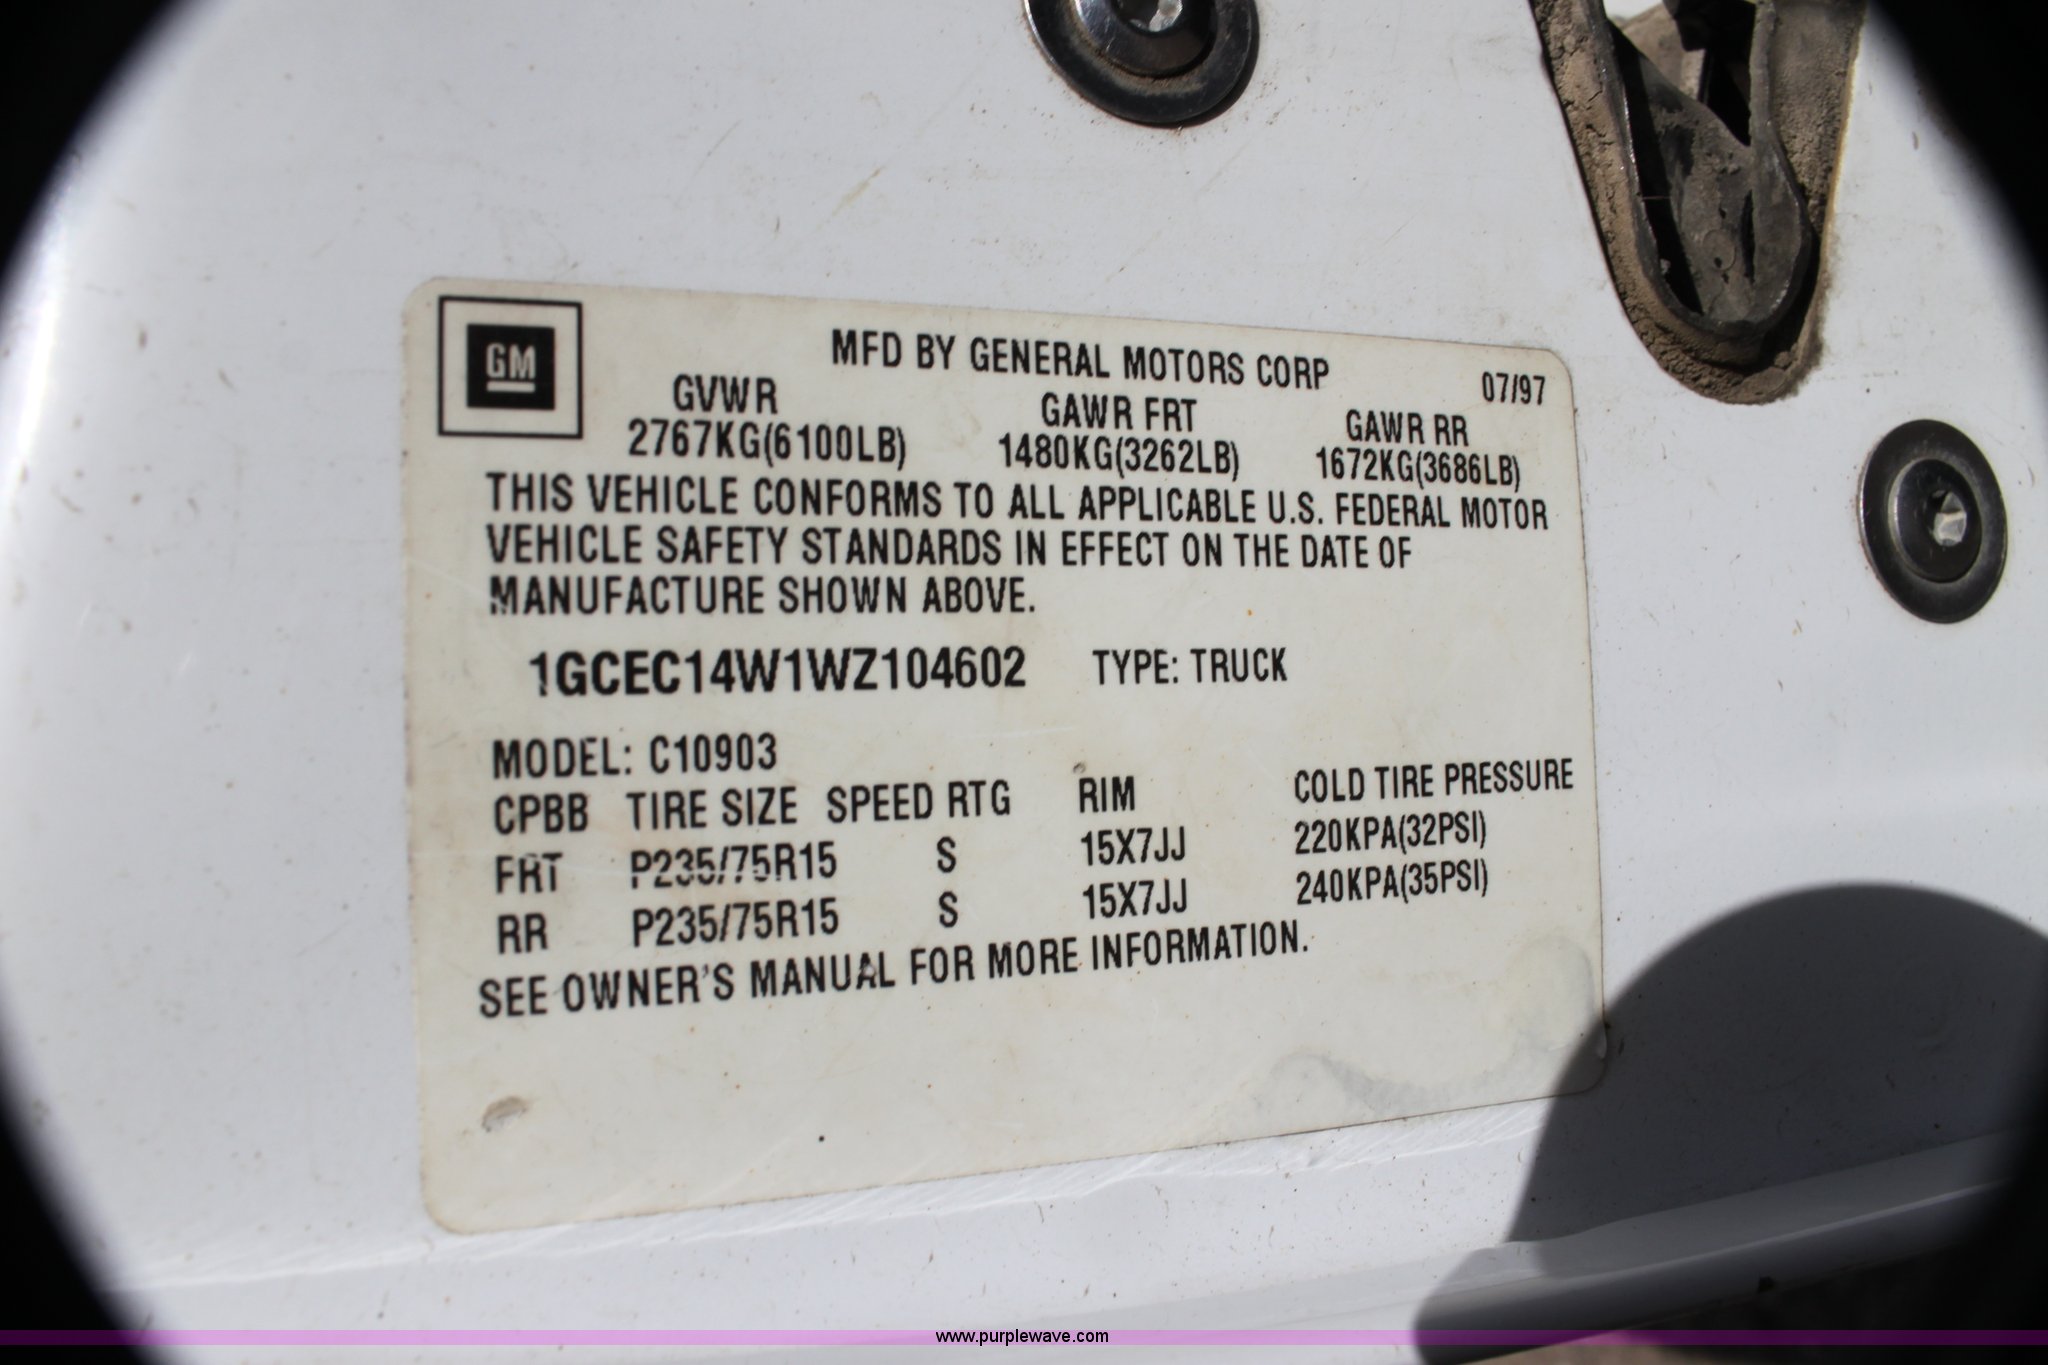 GM
MFD BY GENERAL MOTORS CORP 07/97
GVWR GAWR FRT GAWR RR
2767KG(6100LB) 1480KG(3262LB) 1672KG(3686LB)
THIS VEHICLE CONFORMS TO ALL APPLICABLE U.S. FEDERAL MOTOR
VEHICLE SAFETY STANDARDS IN EFFECT ON THE DATE OF
MANUFACTURE SHOWN ABOVE.
1GCEC14W1WZ104602 TYPE: TRUCK
MODEL: C10903
CPBB TIRE SIZE SPEED RTG RIM COLD TIRE PRESSURE
FRT P235/75R15 S 15X7JJ 220KPA(32PSI)
RR P235/75R15 S 15X7JJ 240KPA(35PSI)
SEE OWNER'S MANUAL FOR MORE INFORMATION.
www.purplewave.com